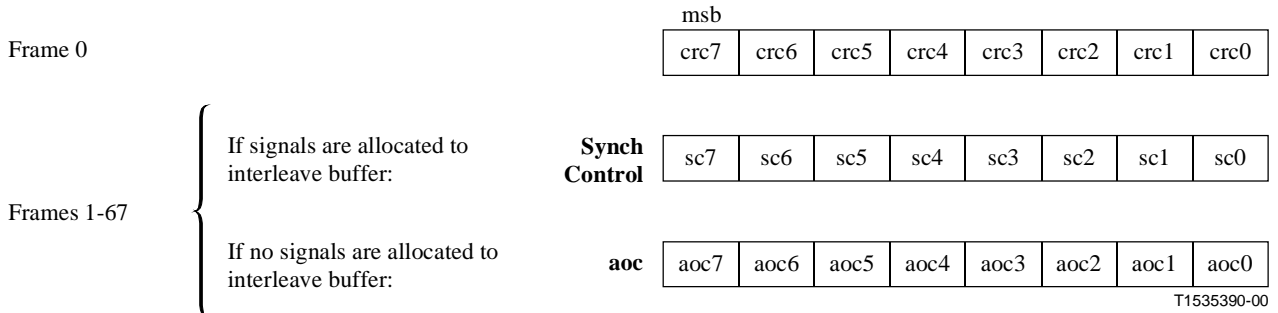 msb
Frame 0
crc7 crc6 crc5 crc4 crc3 crc2 crc1 crc0
Frames 1-67
If signals are allocated to
interleave buffer:
Synch
Control
sc7 sc6 sc5 sc4 sc3 sc2 sc1 sc0
If no signals are allocated to
interleave buffer:
aoc
aoc7 aoc6 aoc5 aoc4 aoc3 aoc2 aoc1 aoc0
T1535390-00